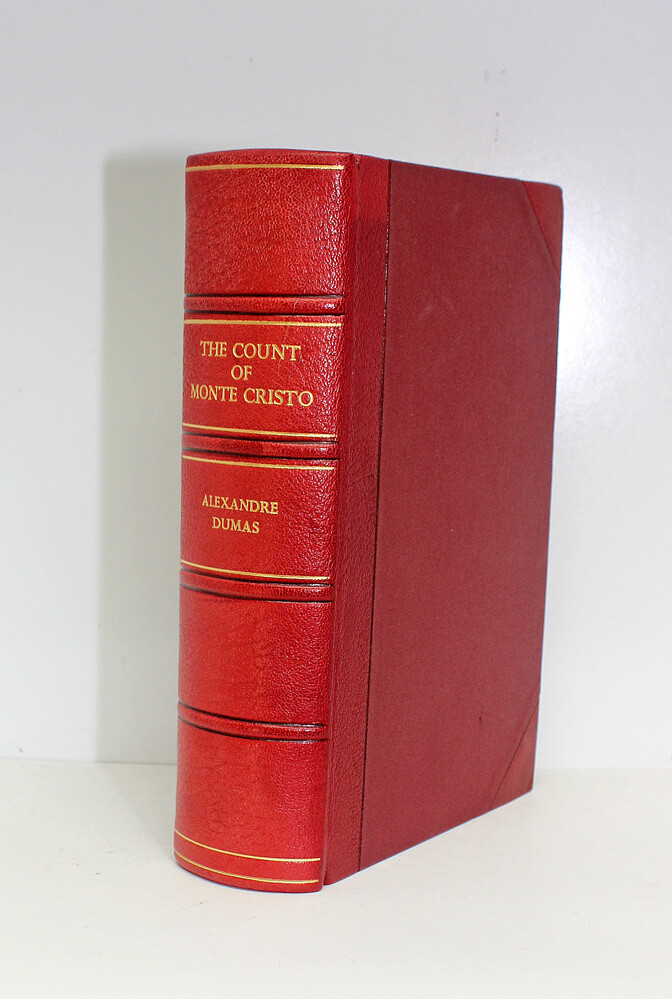 THE COUNT
OF
MONTE CRISTO
ALEXANDRE
DUMAS